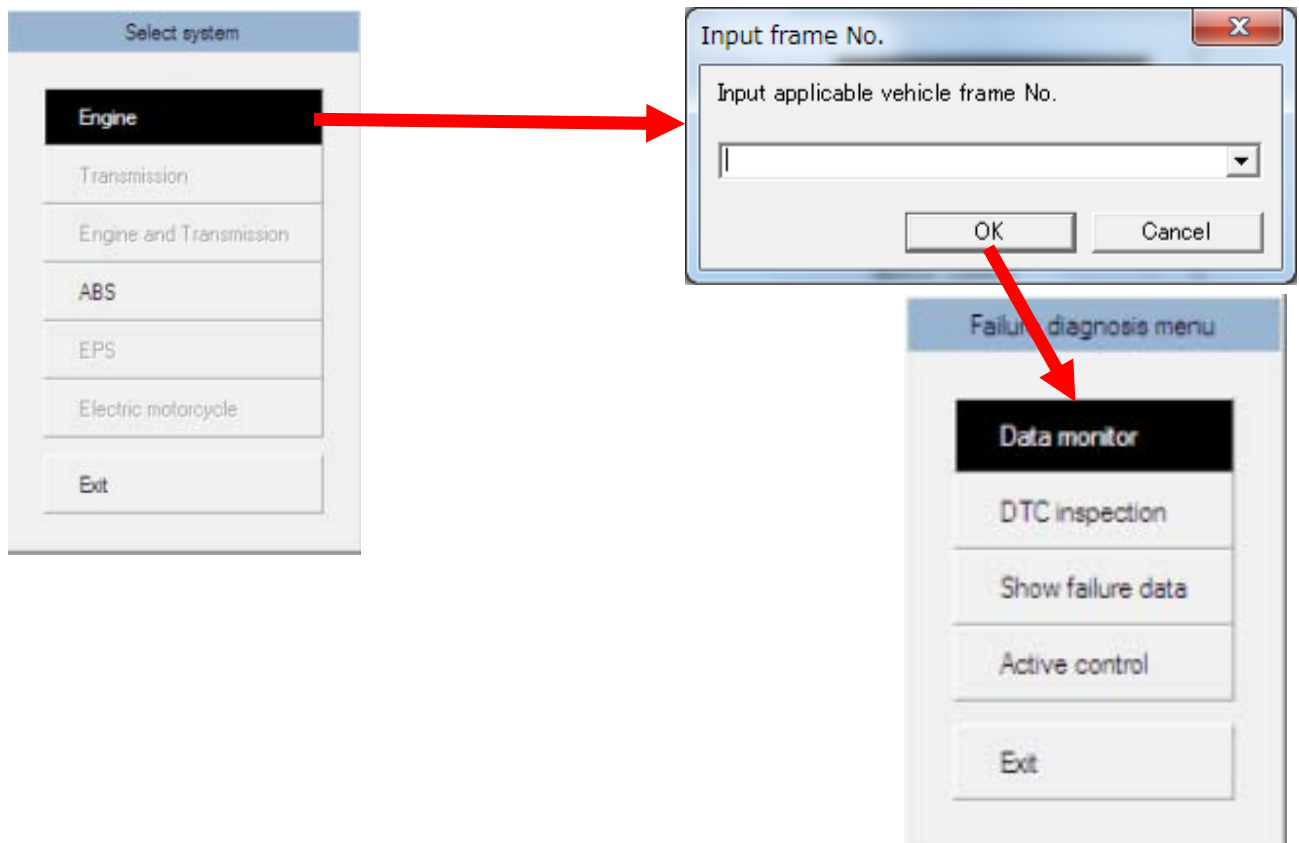 Select system
Engine
Transmission
Engine and Transmission
ABS
EPS
Electric motorcycle
Exit
Input frame No.
Input applicable vehicle frame No.
OK
Cancel
Failure diagnosis menu
Data monitor
DTC inspection
Show failure data
Active control
Exit